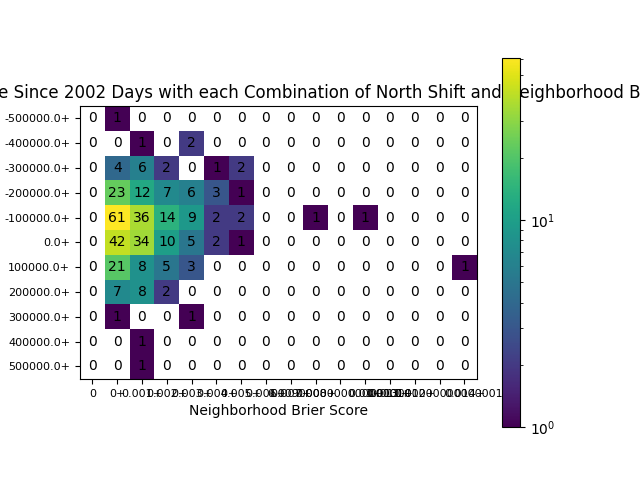 e Since 2002 Days with each Combination of North Shift and Neighborhood B
-500000.0+ 0 1 0 0 0 0 0 0 0 0 0 0 0 0 0 0
-400000.0+ 0 0 1 0 2 0 0 0 0 0 0 0 0 0 0 0
-300000.0+ 0 4 6 2 0 1 2 0 0 0 0 0 0 0 0 0
-200000.0+ 0 23 12 7 6 3 1 0 0 0 0 0 0 0 0 0
-100000.0+ 0 61 36 14 9 2 2 0 0 1 0 1 0 0 0 0
0.0+ 0 42 34 10 5 2 1 0 0 0 0 0 0 0 0 0
100000.0+ 0 21 8 5 3 0 0 0 0 0 0 0 0 0 0 1
200000.0+ 0 7 8 2 0 0 0 0 0 0 0 0 0 0 0 0
300000.0+ 0 1 0 0 1 0 0 0 0 0 0 0 0 0 0 0
400000.0+ 0 0 1 0 0 0 0 0 0 0 0 0 0 0 0 0
500000.0+ 0 0 1 0 0 0 0 0 0 0 0 0 0 0 0 0
0 0+ 0.001+ 0.002+ 0.003+ 0.004+ 0.005+
Neighborhood Brier Score
10¹
10⁰